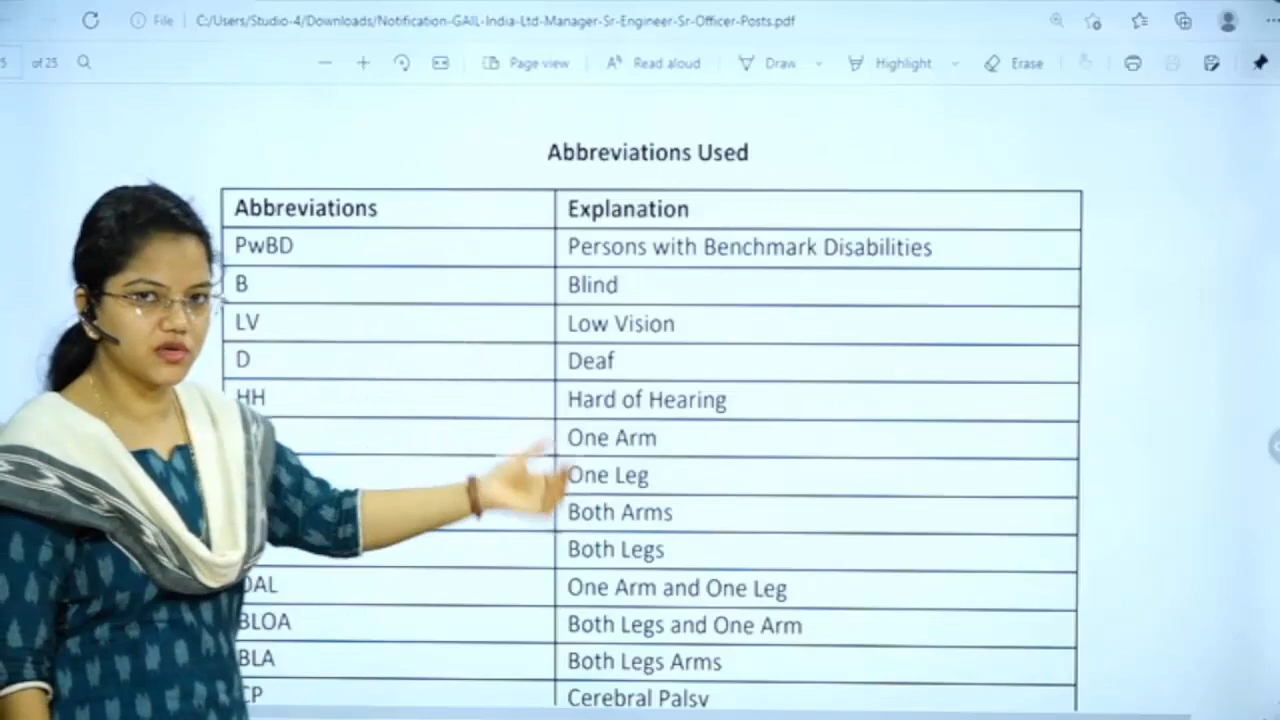 File C:/Users/Studio-4/Downloads/Notification-GAIL-India-Ltd-Manager-Sr-Engineer-Sr-Officer-Posts.pdf
5 of 25 Page view Read aloud Draw Highlight Erase
Abbreviations Used
Abbreviations Explanation
PwBD Persons with Benchmark Disabilities
B Blind
LV Low Vision
D Deaf
HH Hard of Hearing
One Arm
One Leg
Both Arms
Both Legs
OAL One Arm and One Leg
BLOA Both Legs and One Arm
BLA Both Legs Arms
CP Cerebral Palsy